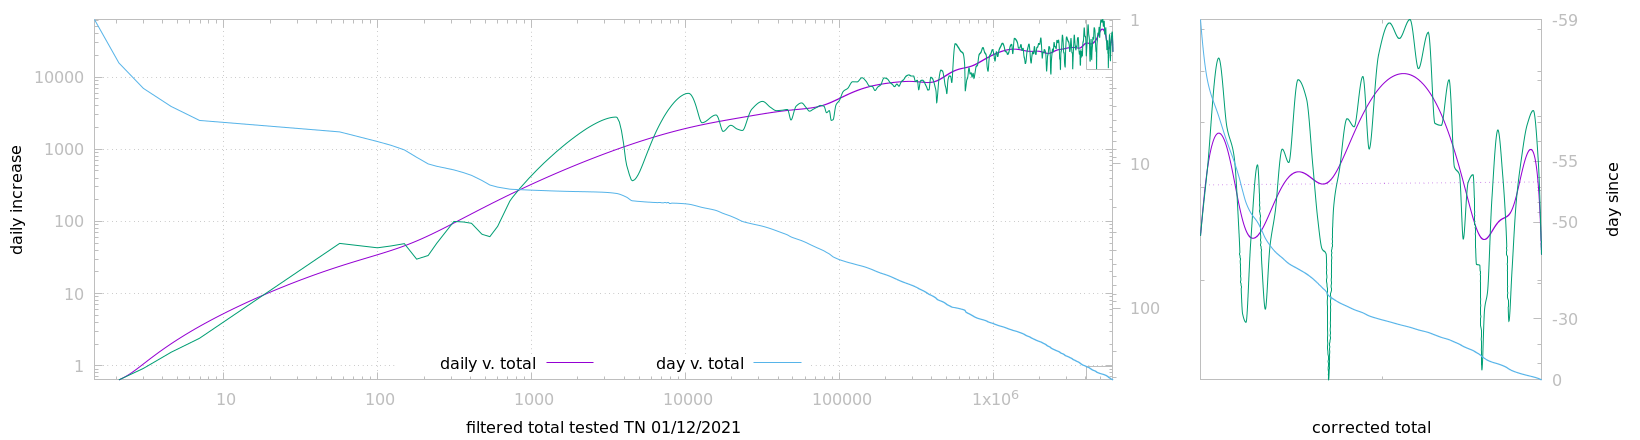 daily increase
10000
1000
100
10
1
10
100
1000
10000
100000
1x10^6
1
10
100
daily v. total
day v. total
filtered total tested TN 01/12/2021
-59
-55
-50
-30
0
day since
corrected total